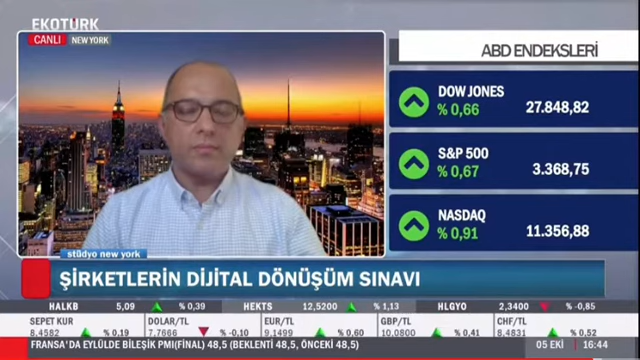 EKOTÜRK
CANLI NEW YORK
ABD ENDEKSLERİ
DOW JONES
% 0,66 27.848,82
S&P 500
% 0,67 3.368,75
NASDAQ
% 0,91 11.356,88
stüdyo new york
ŞİRKETLERİN DİJİTAL DÖNÜŞÜM SINAVI
HALKB 5,09 % 0,39 HEKTS 12,5200 % 1,13 HLGYO 2,3400 % -0,85
SEPET KUR DOLAR/TL EUR/TL GBP/TL CHF/TL
8,4582 % 0,19 7,7666 % -0,10 9,1499 % 0,60 10,0800 % 0,41 8,4831 % 0,52
FRANSA'DA EYLÜLDE BİLEŞİK PMI(FİNAL) 48,5 (BEKLENTİ 48,5, ÖNCEKİ 48,5) 05 EKİ 16:44